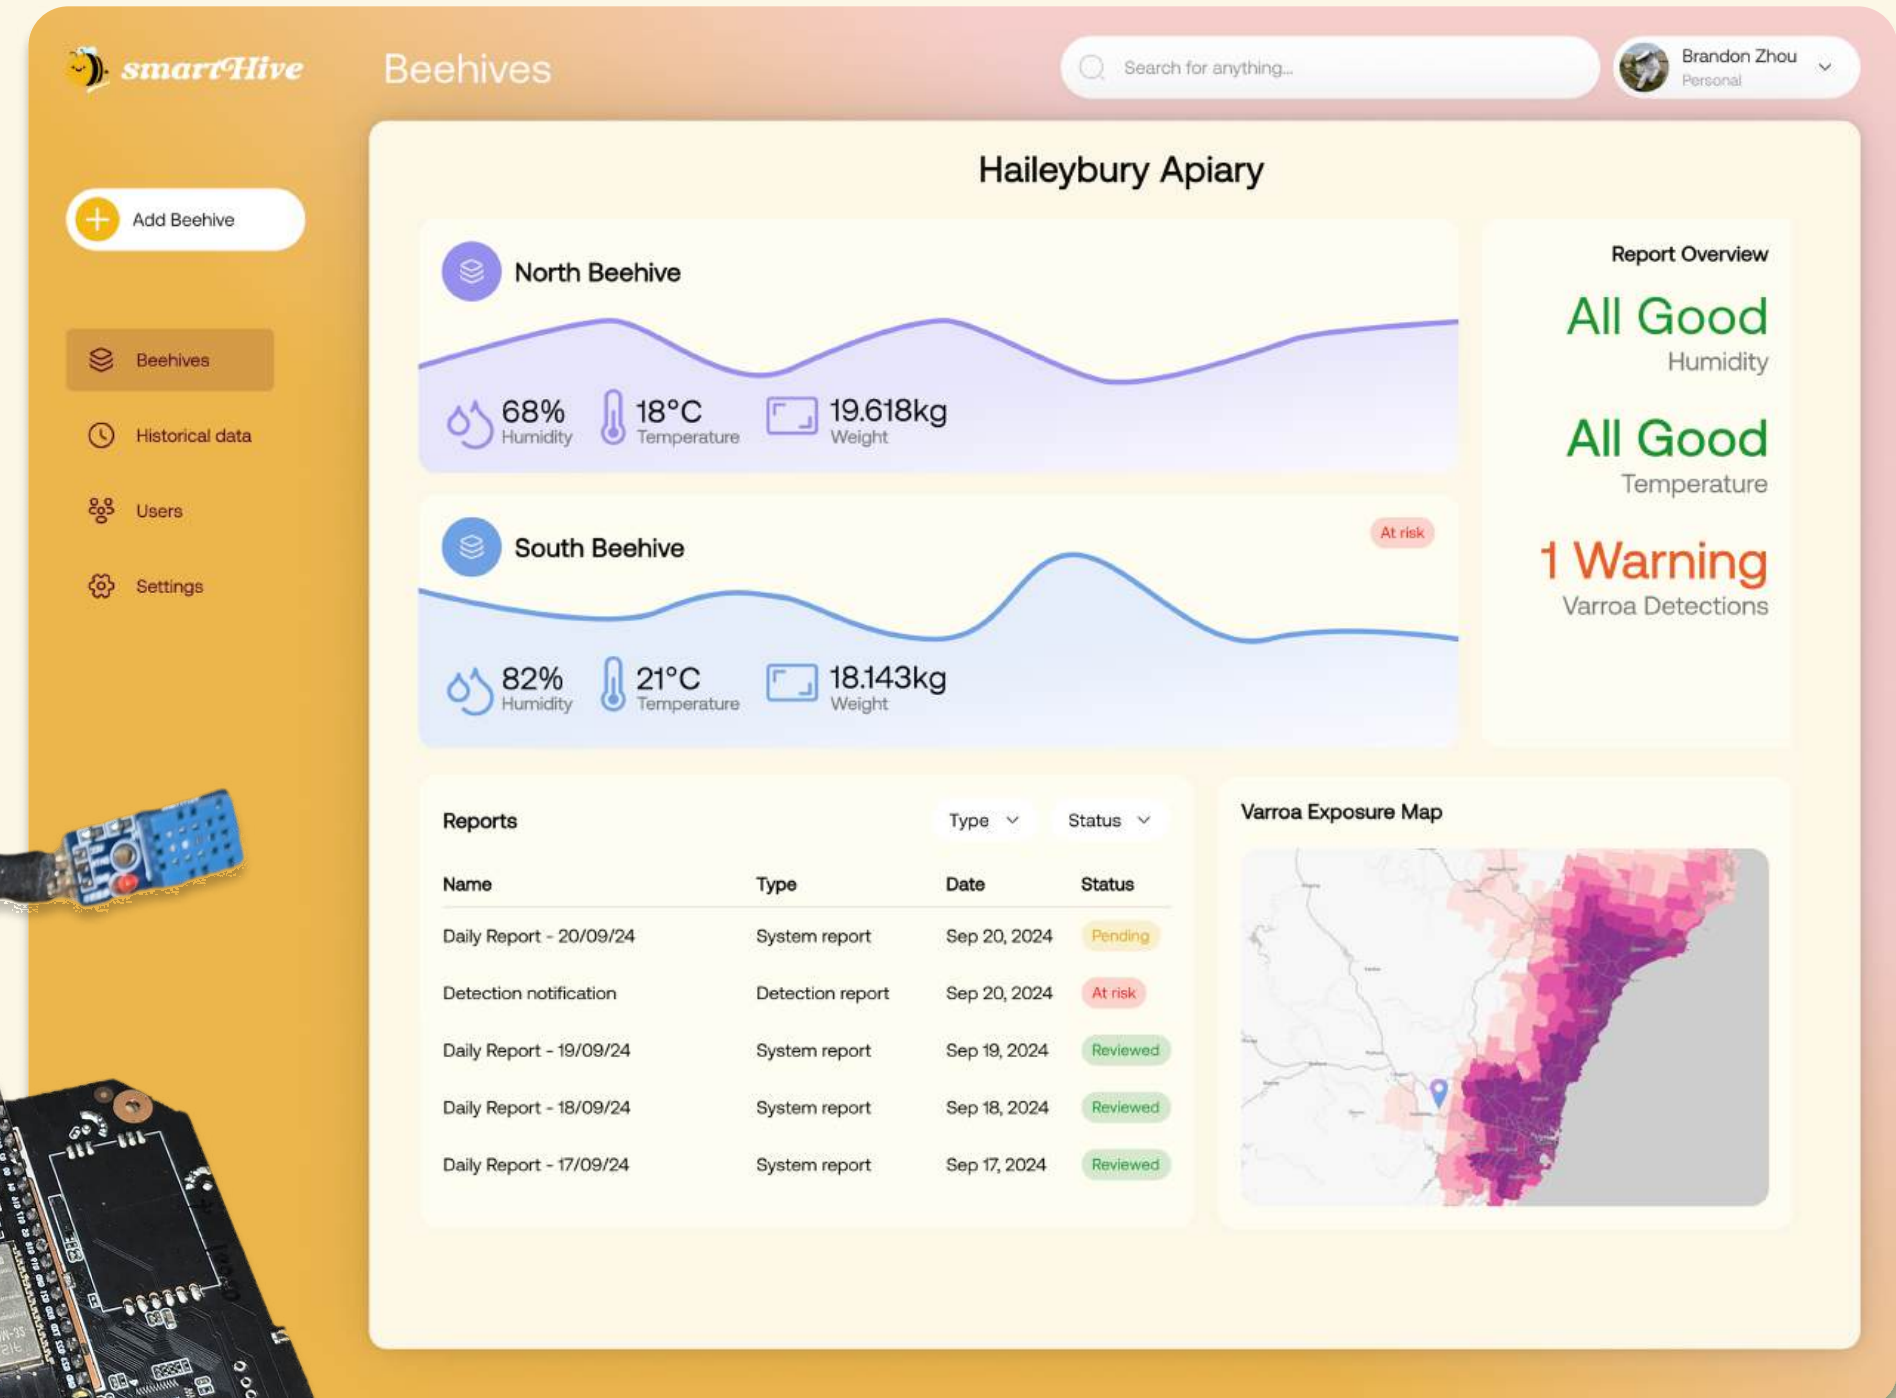 smartHive
Beehives
Search for anything...
Brandon Zhou
Personal
Add Beehive
Beehives
Historical data
Users
Settings
Haileybury Apiary
North Beehive
68%
Humidity
18°C
Temperature
19.618kg
Weight
South Beehive
At risk
82%
Humidity
21°C
Temperature
18.143kg
Weight
Report Overview
All Good
Humidity
All Good
Temperature
1 Warning
Varroa Detections
Reports
Type
Status
Name Type Date Status
Daily Report - 20/09/24 System report Sep 20, 2024 Pending
Detection notification Detection report Sep 20, 2024 At risk
Daily Report - 19/09/24 System report Sep 19, 2024 Reviewed
Daily Report - 18/09/24 System report Sep 18, 2024 Reviewed
Daily Report - 17/09/24 System report Sep 17, 2024 Reviewed
Varroa Exposure Map